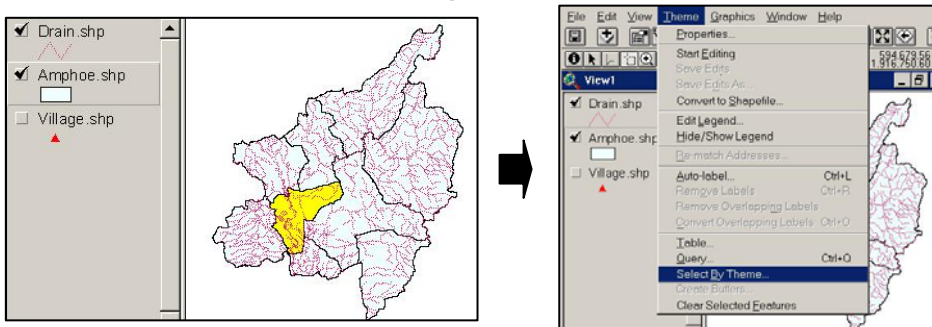 Drain.shp
Amphoe.shp
Village.shp
File Edit View Theme Graphics Window Help
594,679.56
1,916,750.60
View1
Drain.shp
Amphoe.shp
Village.shp
Properties...
Start Editing
Save Edits
Save Edits As...
Convert to Shapefile...
Edit Legend...
Hide/Show Legend
Re-match Addresses...
Auto-label... Ctrl+L
Remove Labels Ctrl+R
Remove Overlapping Labels
Convert Overlapping Labels Ctrl+O
Table...
Query... Ctrl+Q
Select By Theme...
Create Buffers...
Clear Selected Features